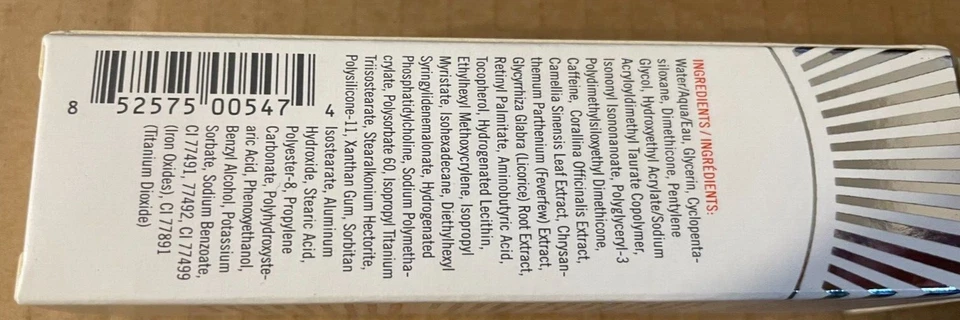 INGREDIENTS / INGRÉDIENTS:
Water/Aqua/Eau, Glycerin, Cyclopenta-
siloxane, Dimethicone, Pentylene
Glycol, Hydroxyethyl Acrylate/Sodium
Acryloyldimethyl Taurate Copolymer,
Isononyl Isononanoate, Polyglyceryl-3
Polydimethylsiloxyethyl Dimethicone,
Caffeine, Corallina Officinalis Extract,
Camellia Sinensis Leaf Extract, Chrysan-
themum Parthenium (Feverfew) Extract,
Glycyrrhiza Glabra (Licorice) Root Extract,
Retinyl Palmitate, Aminobutyric Acid,
Tocopherol, Hydrogenated Lecithin,
Ethylhexyl Methoxycrylene, Isopropyl
Myristate, Isohexadecane, Diethylhexyl
Syringylidenemalonate, Hydrogenated
Phosphatidylcholine, Sodium Polymetha-
crylate, Polysorbate 60, Isopropyl Titanium
Triisostearate, Stearalkonium Hectorite,
Polysilicone-11, Xanthan Gum, Sorbitan
Isostearate, Aluminum
Hydroxide, Stearic Acid,
Polyester-8, Propylene
Carbonate, Polyhydroxyste-
aric Acid, Phenoxyethanol,
Benzyl Alcohol, Potassium
Sorbate, Sodium Benzoate,
CI 77491, 77492, CI 77499
(Iron Oxides), CI 77891
(Titanium Dioxide)
8 52575 00547 4